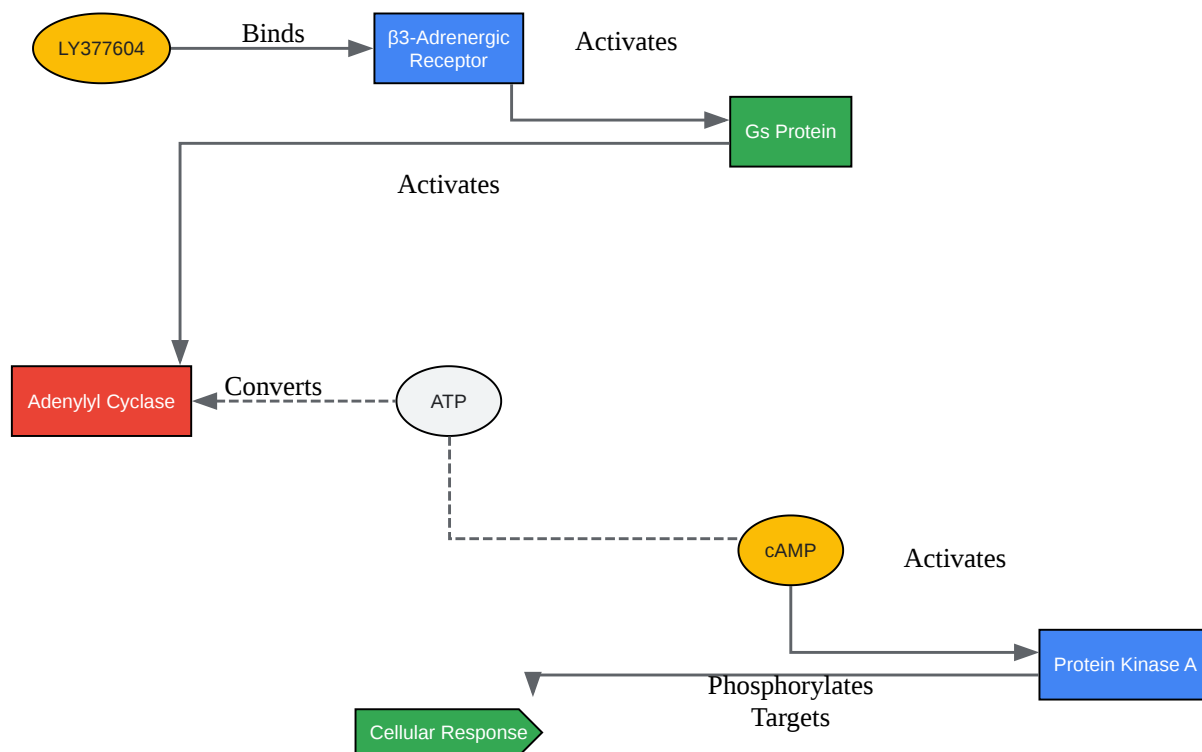 LY377604
Binds
β3-Adrenergic
Receptor
Activates
Gs Protein
Activates
Adenylyl Cyclase
Converts
ATP
cAMP
Activates
Protein Kinase A
Phosphorylates
Targets
Cellular Response